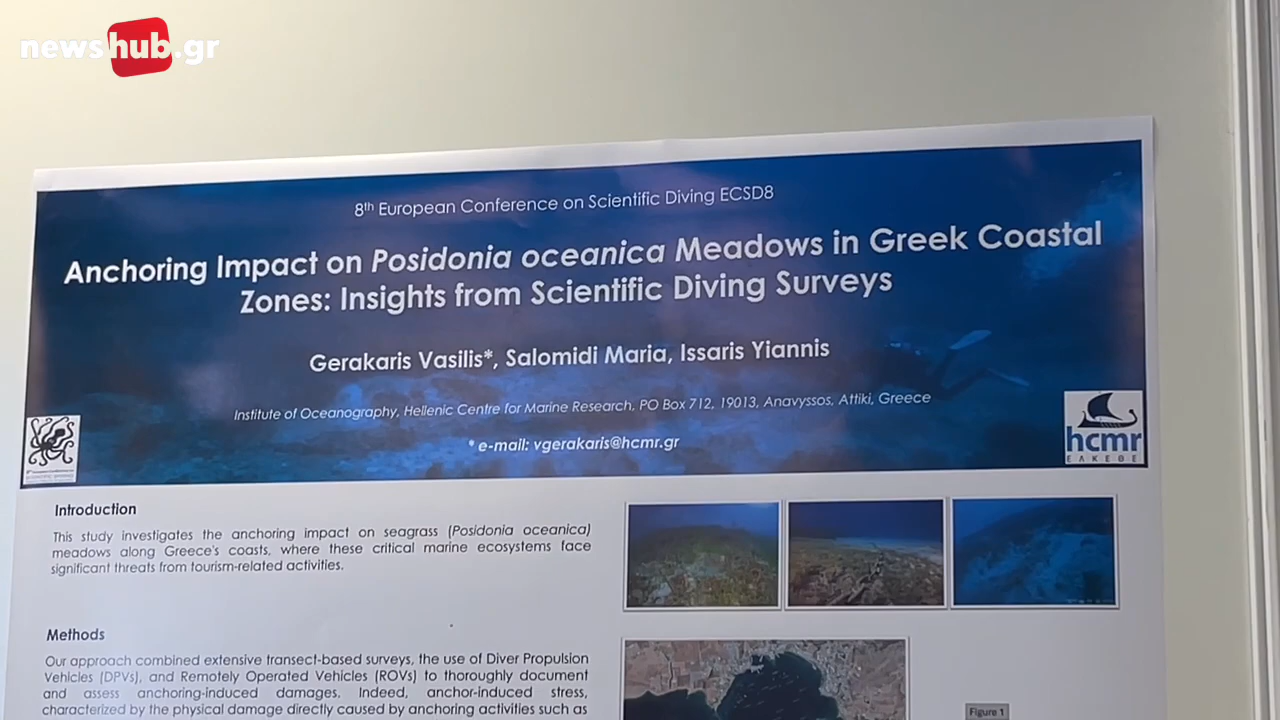 newshub.gr
8th European Conference on Scientific Diving ECSD8
Anchoring Impact on Posidonia oceanica Meadows in Greek Coastal
Zones: Insights from Scientific Diving Surveys
Gerakaris Vasilis*, Salomidi Maria, Issaris Yiannis
Institute of Oceanography, Hellenic Centre for Marine Research, PO Box 712, 19013, Anavyssos, Attiki, Greece
* e-mail: vgerakaris@hcmr.gr
hcmr
ΕΛΚΕΘΕ
Introduction
This study investigates the anchoring impact on seagrass (Posidonia oceanica)
meadows along Greece's coasts, where these critical marine ecosystems face
significant threats from tourism-related activities.
Methods
Our approach combined extensive transect-based surveys, the use of Diver Propulsion
Vehicles (DPVs), and Remotely Operated Vehicles (ROVs) to thoroughly document
and assess anchoring-induced damages. Indeed, anchor-induced stress,
characterized by the physical damage directly caused by anchoring activities such as
Figure 1